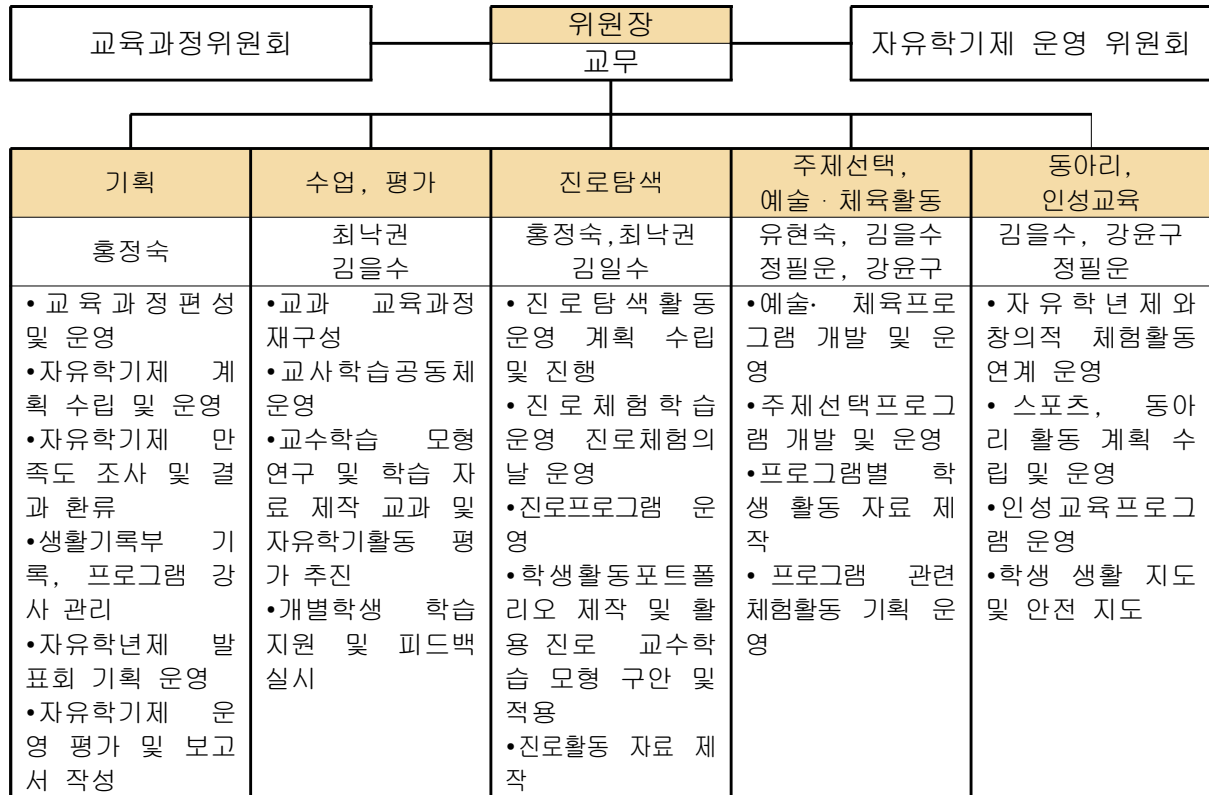 교육과정위원회
위원장
교무
자유학기제 운영 위원회
기획
홍정숙
• 교육과정편성
및 운영
•자유학기제 계
획 수립 및 운영
•자유학기제 만
족도 조사 및 결
과 환류
•생활기록부 기
록, 프로그램 강
사 관리
•자유학년제 발
표회 기획 운영
•자유학기제 운
영 평가 및 보고
서 작성
수업, 평가
최낙권
김을수
•교과 교육과정
재구성
•교사학습공동체
운영
•교수학습 모형
연구 및 학습 자
료 제작 교과 및
자유학기활동 평
가 추진
•개별학생 학습
지원 및 피드백
실시
진로탐색
홍정숙,최낙권
김일수
• 진로탐색활동
운영 계획 수립
및 진행
• 진로체험학습
운영 진로체험의
날 운영
•진로프로그램 운
영
•학생활동포트폴
리오 제작 및 활
용 진로 교수학
습 모형 구안 및
적용
•진로활동 자료 제
작
주제선택,
예술 · 체육활동
유현숙, 김을수
정필운, 강윤구
•예술· 체육프로
그램 개발 및 운
영
•주제선택프로그
램 개발 및 운영
•프로그램별 학
생 활동 자료 제
작
• 프로그램 관련
체험활동 기획 운
영
동아리,
인성교육
김을수, 강윤구
정필운
• 자유학년제와
창의적 체험활동
연계 운영
• 스포츠, 동아
리 활동 계획 수
립 및 운영
•인성교육프로그
램 운영
•학생 생활 지도
및 안전 지도